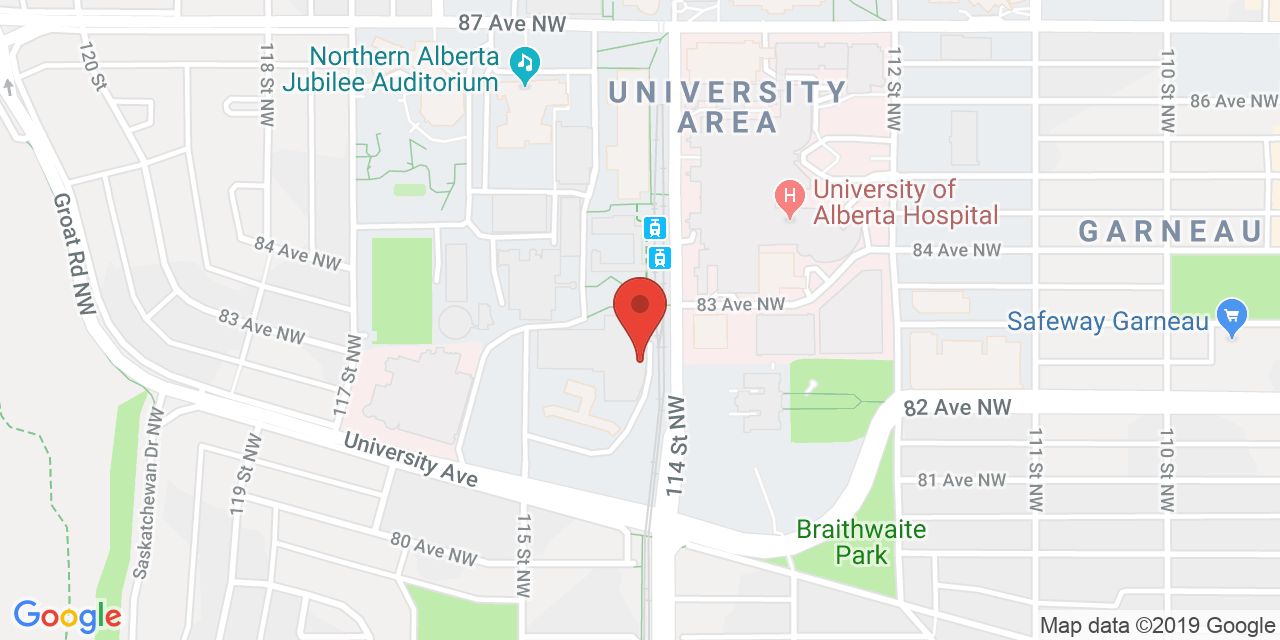 87 Ave NW
120 St
118 St NW
Northern Alberta
Jubilee Auditorium
UNIVERSITY
AREA
112 St NW
110 St NW
86 Ave NW
H
University of
Alberta Hospital
Groat Rd NW
84 Ave NW
84 Ave NW
GARNEAU
83 Ave NW
83 Ave NW
Safeway Garneau
117 St NW
82 Ave NW
Saskatchewan Dr NW
119 St NW
University Ave
114 St NW
111 St NW
110 St NW
81 Ave NW
115 St NW
80 Ave NW
Braithwaite
Park
Google
Map data ©2019 Google